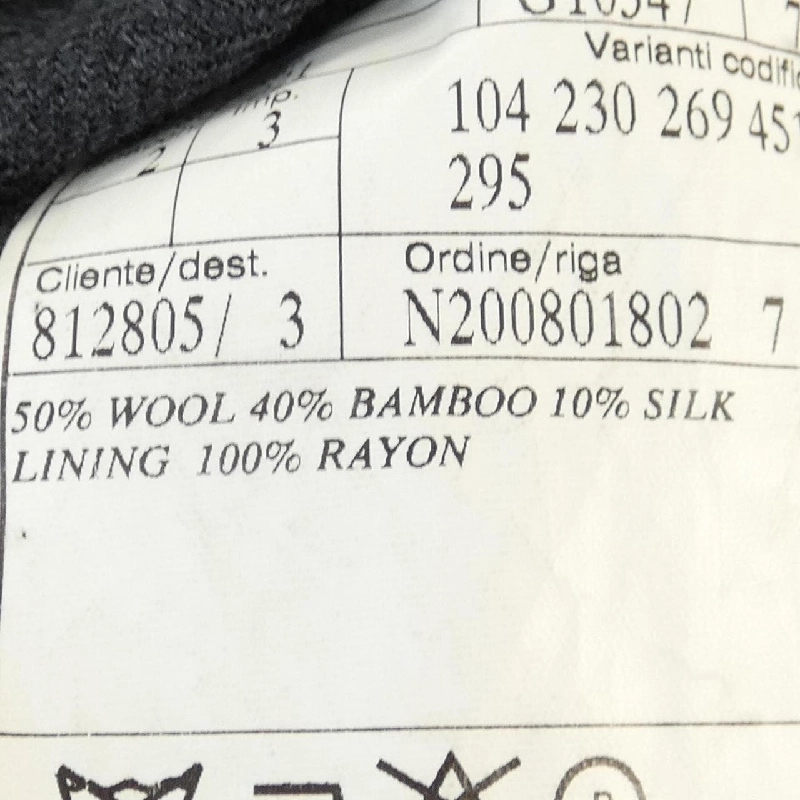 Varianti codific
3
104 230 269 451
2
295
Cliente/dest.
Ordine/riga
812805/ 3
N200801802 7
50% WOOL 40% BAMBOO 10% SILK
LINING 100% RAYON